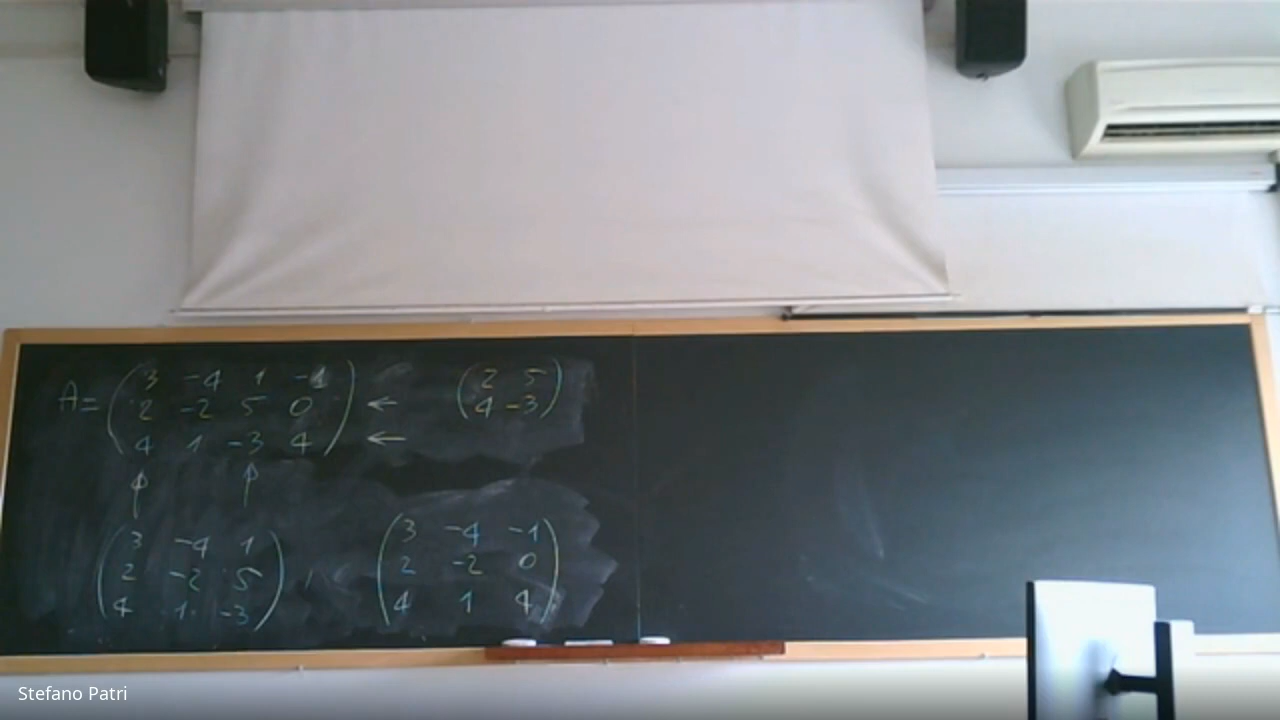 A = ( 3 -4 1 -1 ) ( 2 5 )
( 2 -2 5 0 ) ← ( 4 -3 )
( 4 1 -3 4 ) ←
↑ ↑
( 3 -4 1 ) , ( 3 -4 -1 )
( 2 -2 5 ) ( 2 -2 0 )
( 4 1 -3 ) ( 4 1 4 )
Stefano Patri